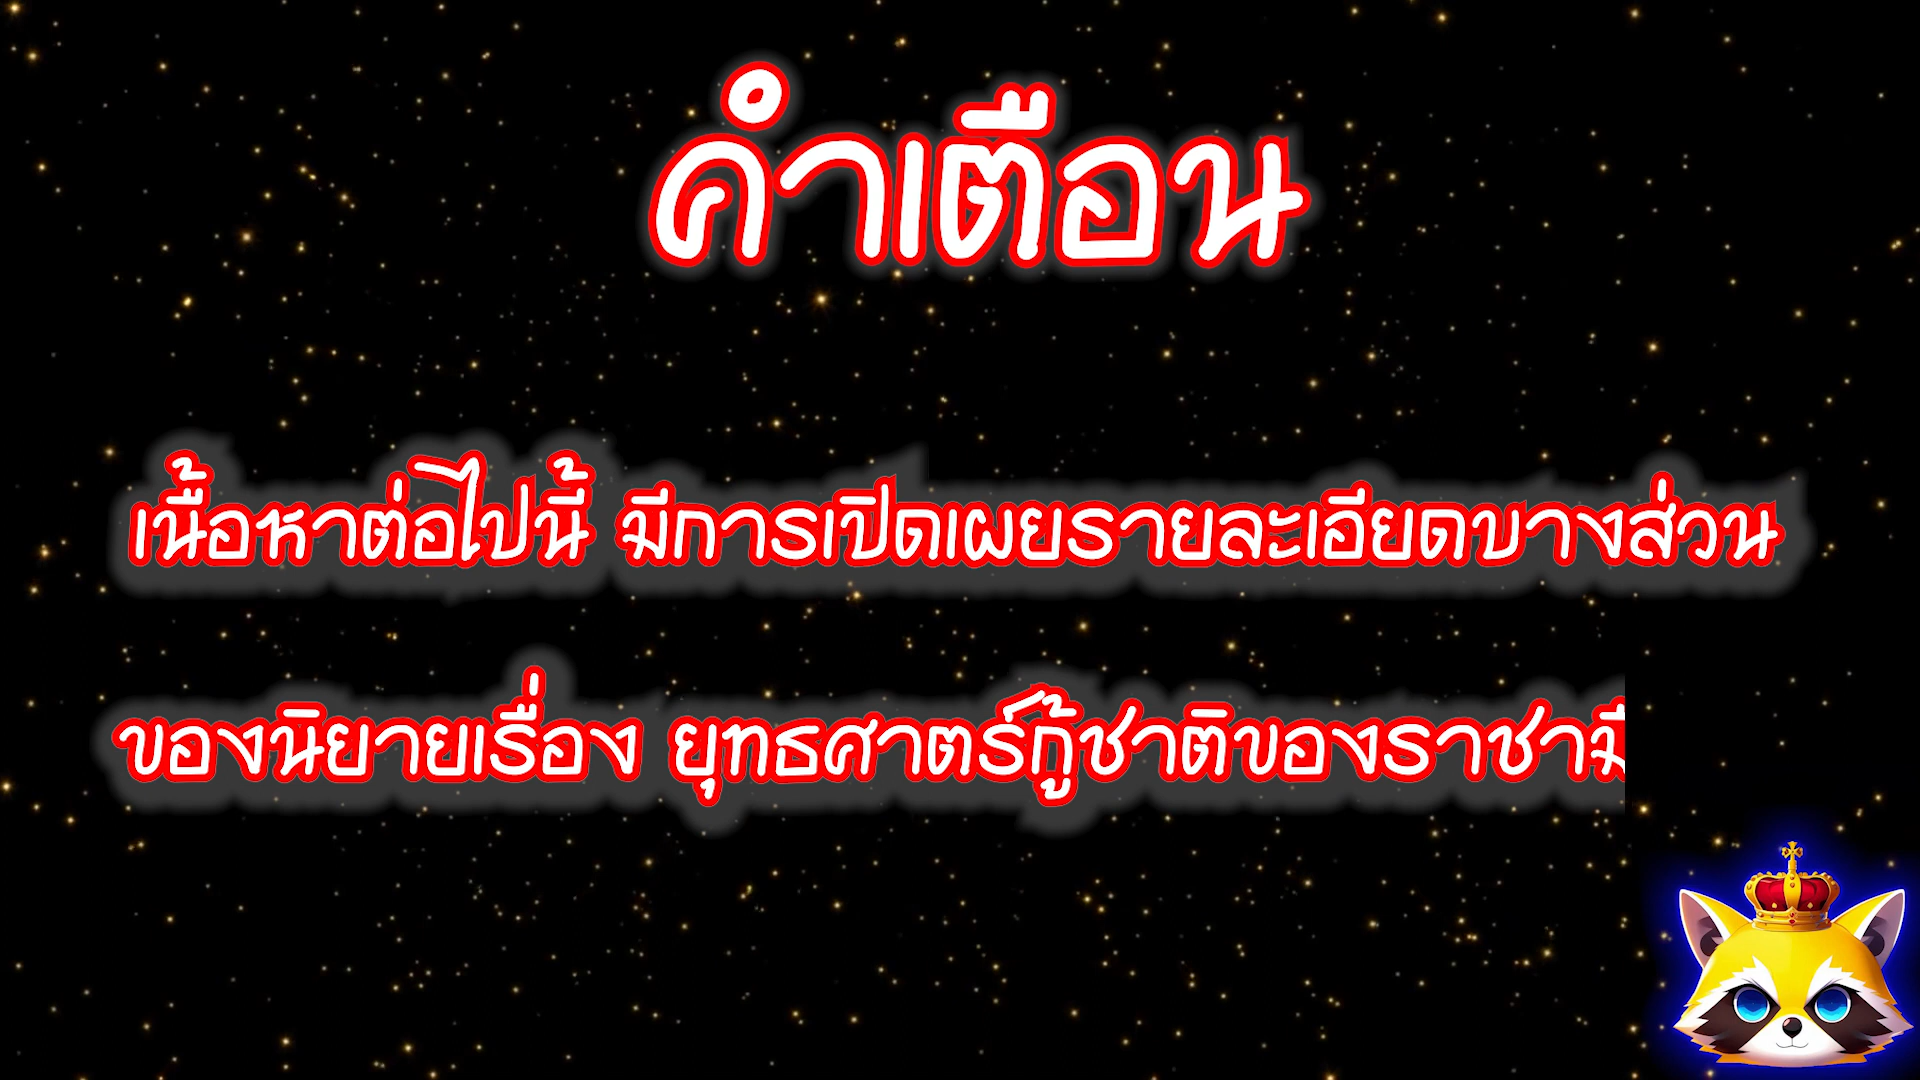 คำเตือน
เนื้อหาต่อไปนี้ มีการเปิดเผยรายละเอียดบางส่วน
ของนิยายเรื่อง ยุทธศาตร์กู้ชาติของราชามี